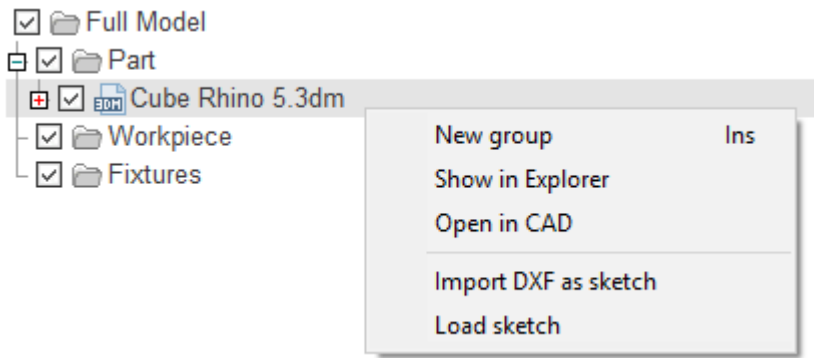 Full Model
Part
3DM Cube Rhino 5.3dm
Workpiece
Fixtures
New group Ins
Show in Explorer
Open in CAD
Import DXF as sketch
Load sketch